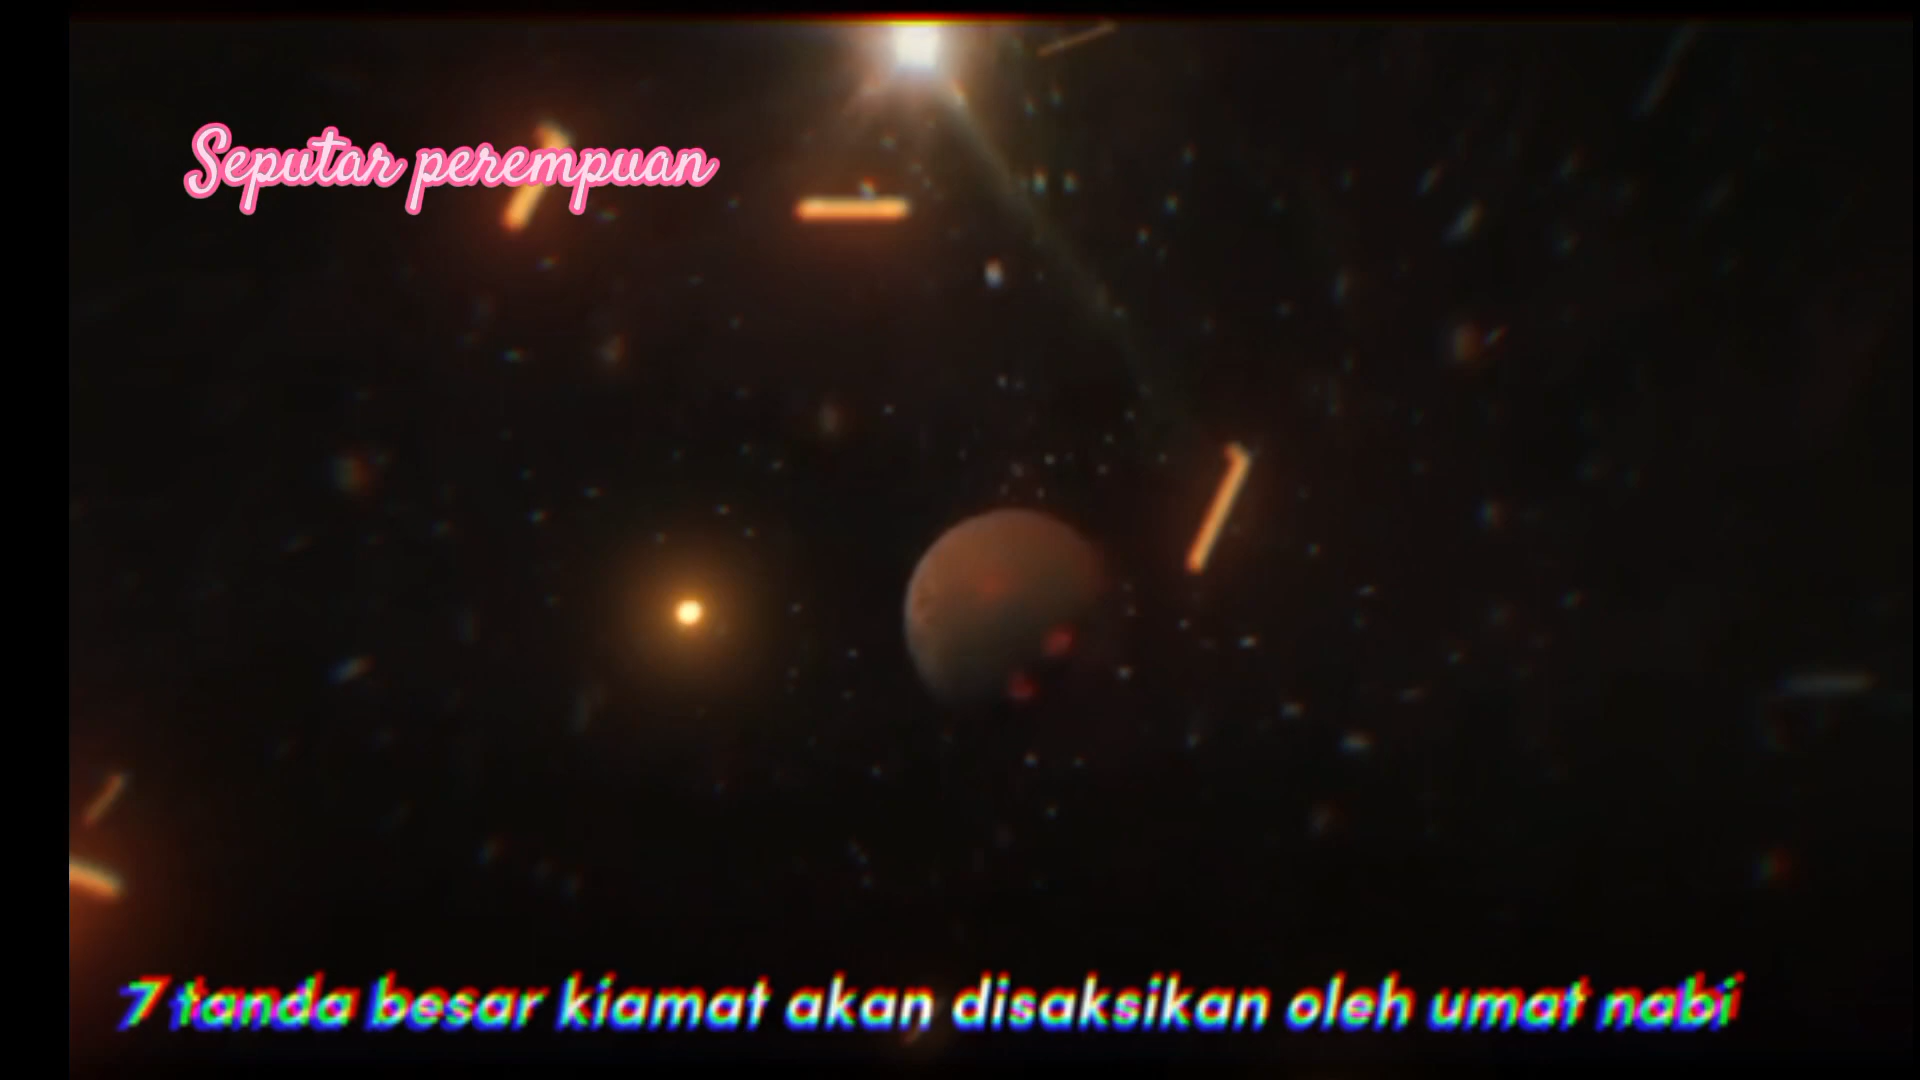 Seputar perempuan
7 tanda besar kiamat akan disaksikan oleh umat nabi